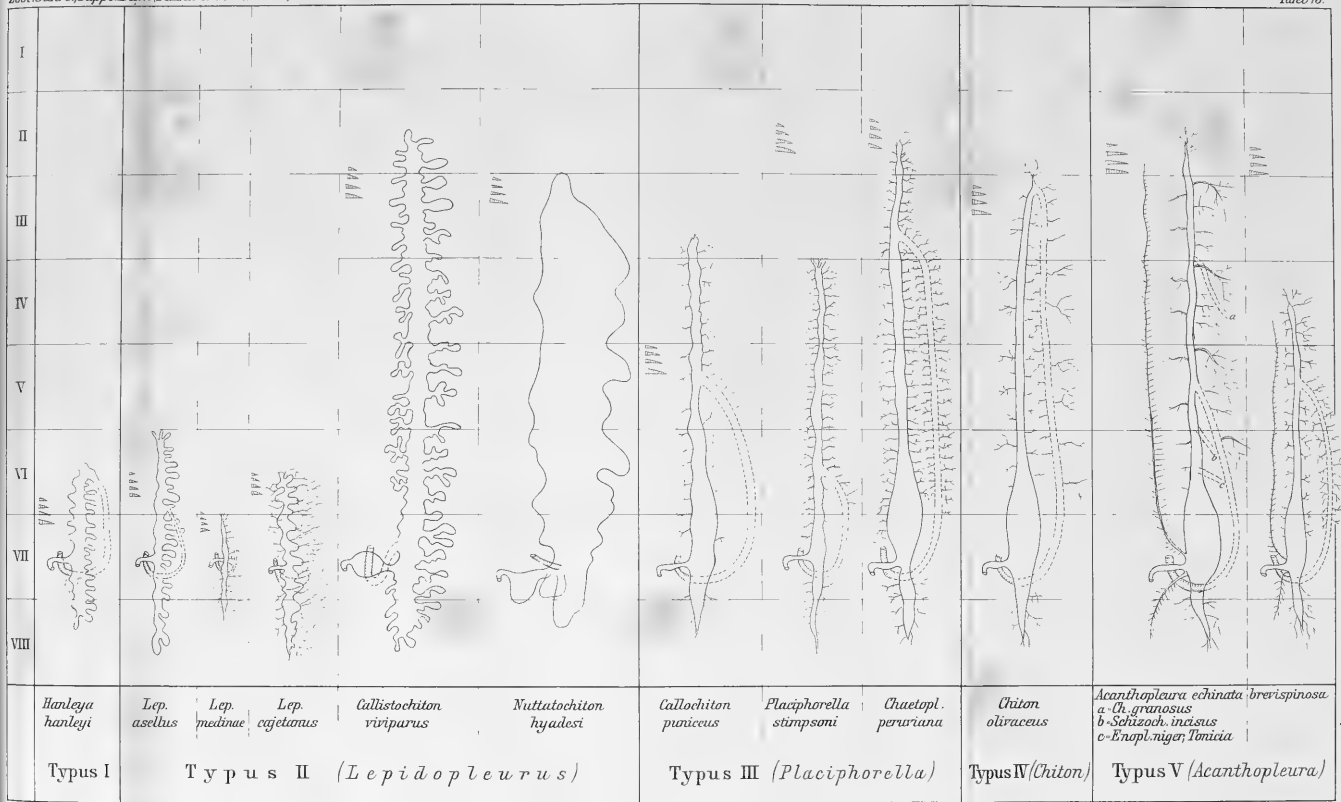 Tafel 16.
I
II
III
IV
V
VI
VII
VIII
a
b
c
Hanleya hanleyi
Lep. asellus
Lep. medinae
Lep. cajetanus
Callistochiton viviparus
Nuttatochiton hyadesi
Callochiton puniceus
Placiphorella stimpsoni
Chaetopl. peruviana
Chiton olivaceus
Acanthopleura echinata
brevispinosa
a=Ch. granosus
b=Schizoch. incisus
c=Enopl. niger, Tonicia
Typus I
Typus II (Lepidopleurus)
Typus III (Placiphorella)
Typus IV (Chiton)
Typus V (Acanthopleura)